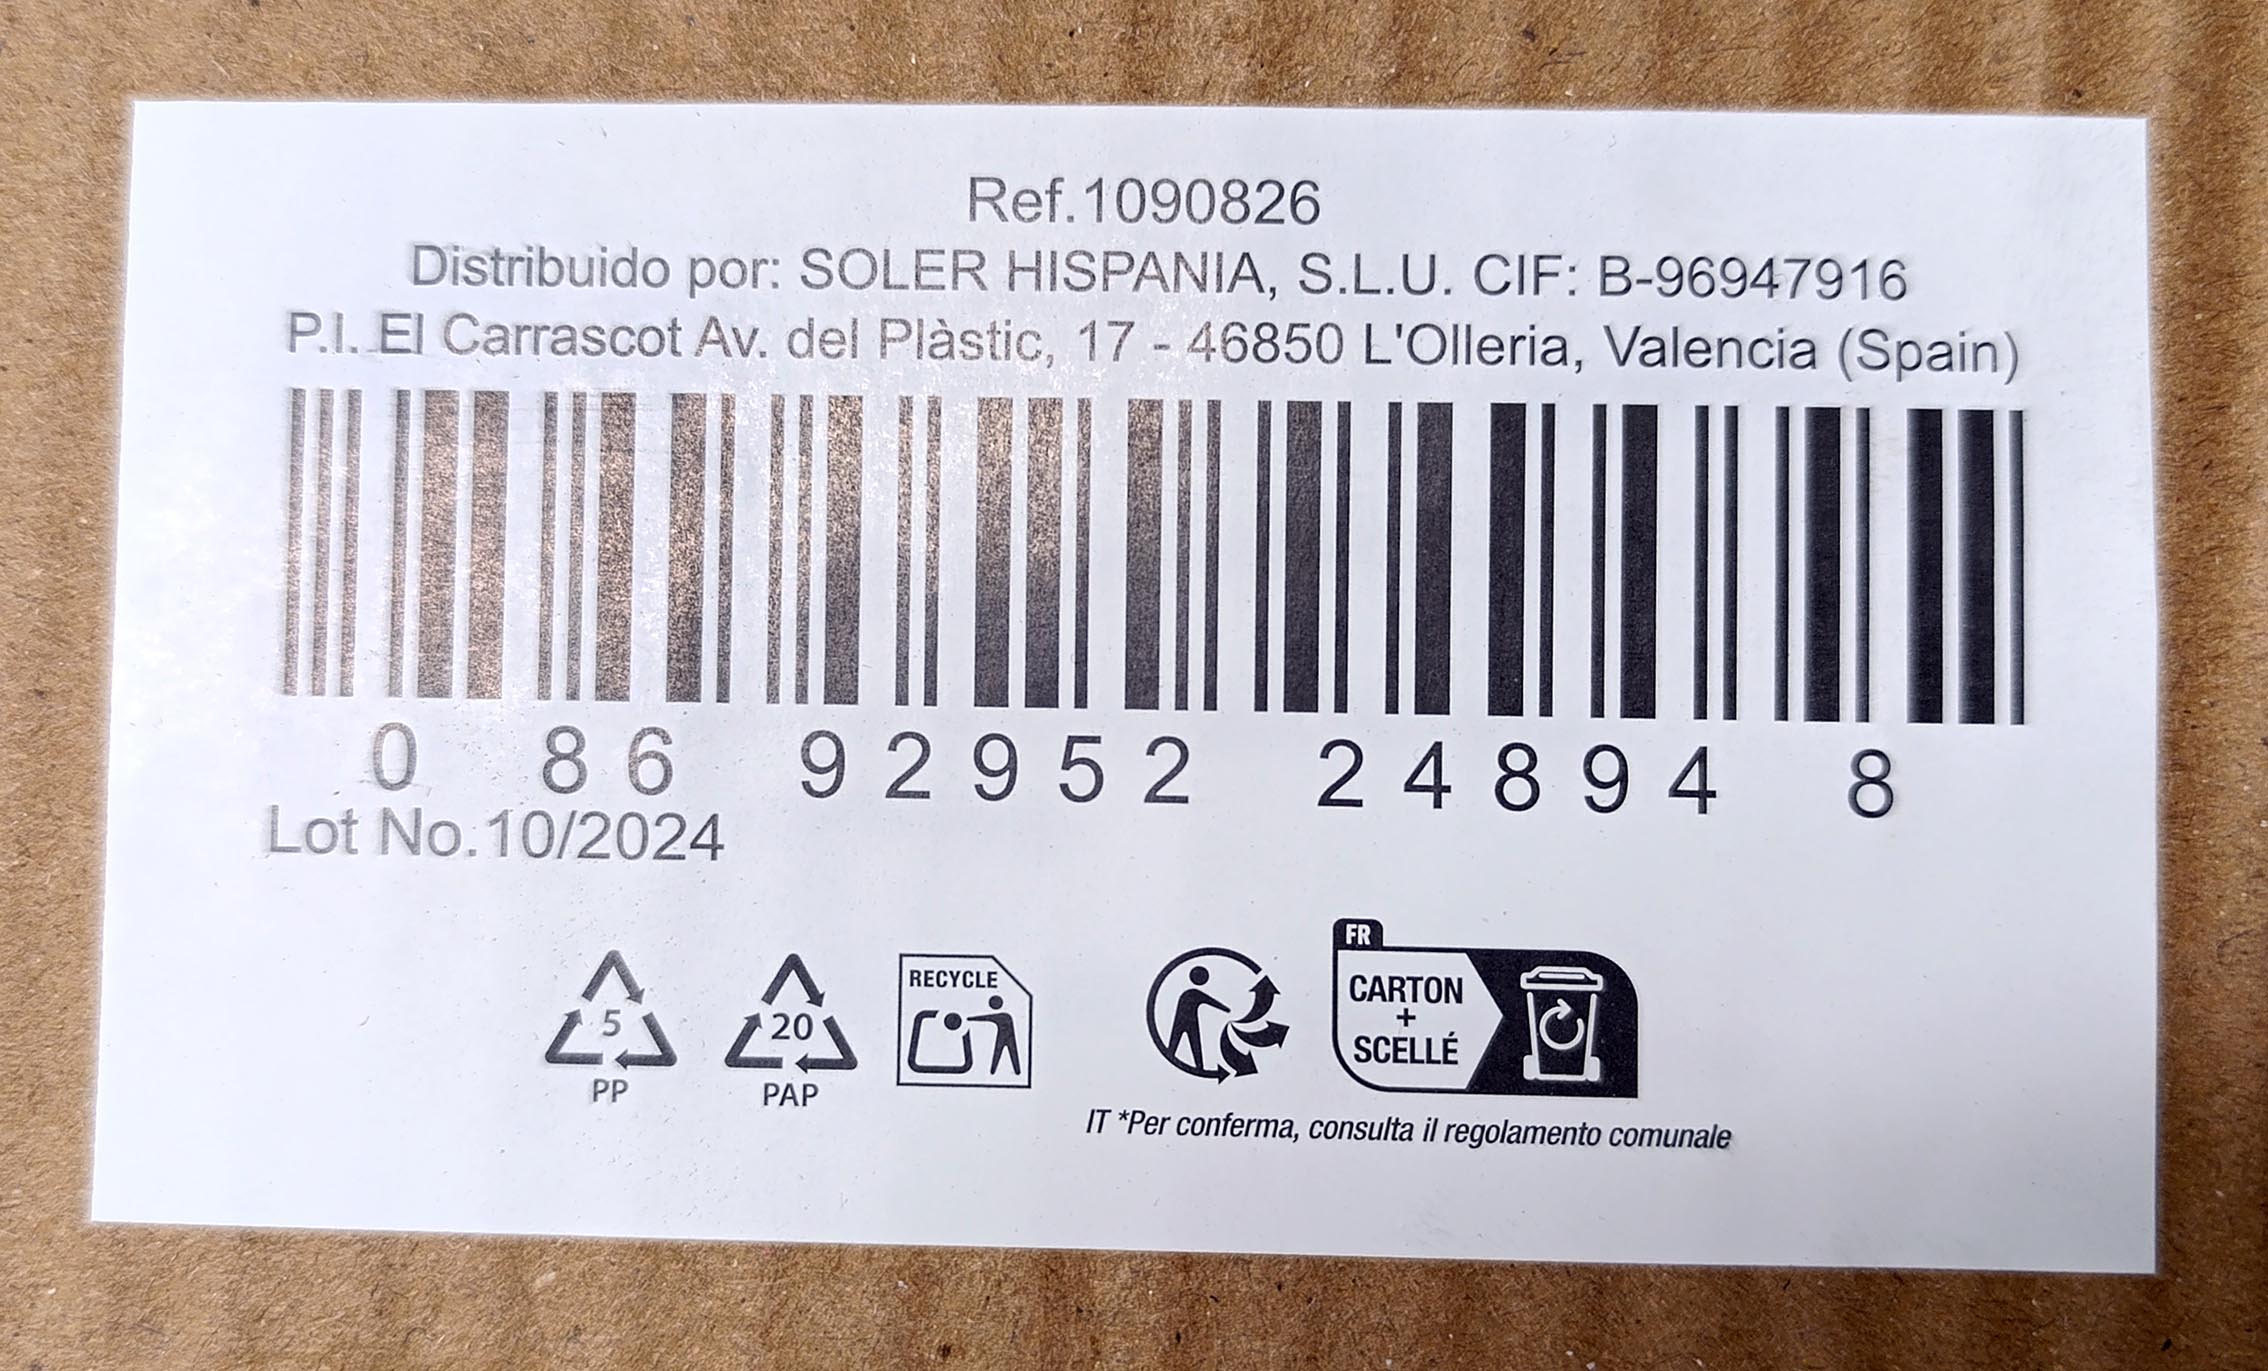 Ref.1090826
Distribuido por: SOLER HISPANIA, S.L.U. CIF: B-96947916
P.I. El Carrascot Av. del Plàstic, 17 - 46850 L'Olleria, Valencia (Spain)
0 86 92952 24894 8
Lot No.10/2024
5
PP
20
PAP
RECYCLE
FR
CARTON
+
SCELLÉ
IT *Per conferma, consulta il regolamento comunale